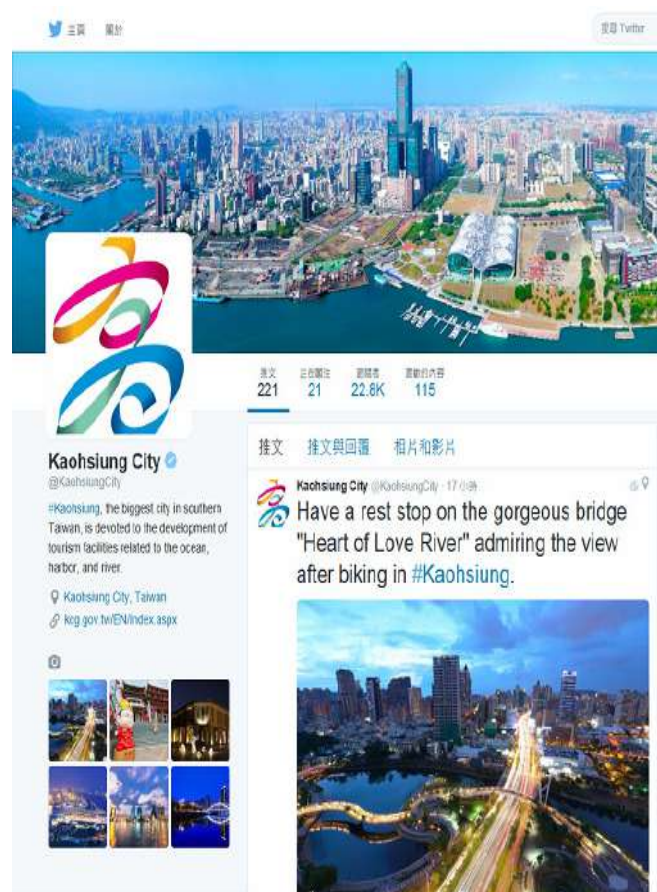 主頁 關於
搜尋 Twitter
推文 正在關注 跟隨者 喜歡的內容
221 21 22.8K 115
Kaohsiung City
@KaohsiungCity
#Kaohsiung, the biggest city in southern
Taiwan, is devoted to the development of
tourism facilities related to the ocean,
harbor, and river.
Kaohsiung City, Taiwan
kcg.gov.tw/EN/Index.aspx
推文 推文與回覆 相片和影片
Kaohsiung City @KaohsiungCity · 17 小時
Have a rest stop on the gorgeous bridge
"Heart of Love River" admiring the view
after biking in #Kaohsiung.